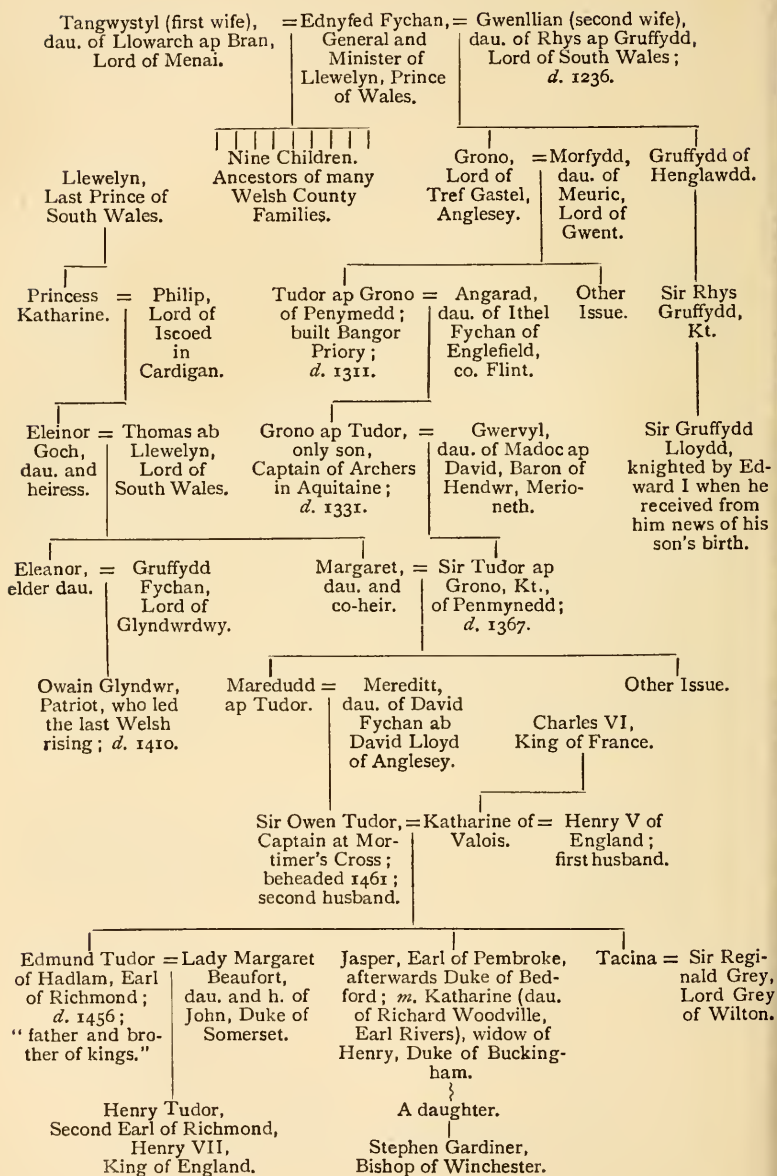 Tangwystyl (first wife),
dau. of Llowarch ap Bran,
Lord of Menai.
= Ednyfed Fychan, =
General and
Minister of
Llewelyn, Prince
of Wales.
Gwenllian (second wife),
dau. of Rhys ap Gruffydd,
Lord of South Wales;
d. 1236.
Nine Children.
Ancestors of many
Welsh County
Families.
Grono,
Lord of
Tref Gastel,
Anglesey.
= Morfydd,
dau. of
Meuric,
Lord of
Gwent.
Gruffydd of
Henglawdd.
Llewelyn,
Last Prince of
South Wales.
Princess
Katharine.
= Philip,
Lord of
Iscoed
in
Cardigan.
Tudor ap Grono
of Penymedd;
built Bangor
Priory;
d. 1311.
= Angarad,
dau. of Ithel
Fychan of
Englefield,
co. Flint.
Other
Issue.
Sir Rhys
Gruffydd,
Kt.
Eleinor
Goch,
dau. and
heiress.
= Thomas ab
Llewelyn,
Lord of
South Wales.
Grono ap Tudor,
only son,
Captain of Archers
in Aquitaine;
d. 1331.
= Gwervyl,
dau. of Madoc ap
David, Baron of
Hendwr, Merio-
neth.
Sir Gruffydd
Lloydd,
knighted by Ed-
ward I when he
received from
him news of his
son's birth.
Eleanor,
elder dau.
= Gruffydd
Fychan,
Lord of
Glyndwrdwy.
Margaret,
dau. and
co-heir.
= Sir Tudor ap
Grono, Kt.,
of Penmynedd;
d. 1367.
Owain Glyndwr,
Patriot, who led
the last Welsh
rising; d. 1410.
Maredudd
ap Tudor.
= Mereditt,
dau. of David
Fychan ab
David Lloyd
of Anglesey.
Other Issue.
Charles VI,
King of France.
Sir Owen Tudor,
Captain at Mor-
timer's Cross;
beheaded 1461;
second husband.
= Katharine of
Valois.
= Henry V of
England;
first husband.
Edmund Tudor
of Hadlam, Earl
of Richmond;
d. 1456;
"father and bro-
ther of kings."
= Lady Margaret
Beaufort,
dau. and h. of
John, Duke of
Somerset.
Jasper, Earl of Pembroke,
afterwards Duke of Bed-
ford; m. Katharine (dau.
of Richard Woodville,
Earl Rivers), widow of
Henry, Duke of Bucking-
ham.
Tacina
= Sir Regi-
nald Grey,
Lord Grey
of Wilton.
Henry Tudor,
Second Earl of Richmond,
Henry VII,
King of England.
A daughter.
Stephen Gardiner,
Bishop of Winchester.